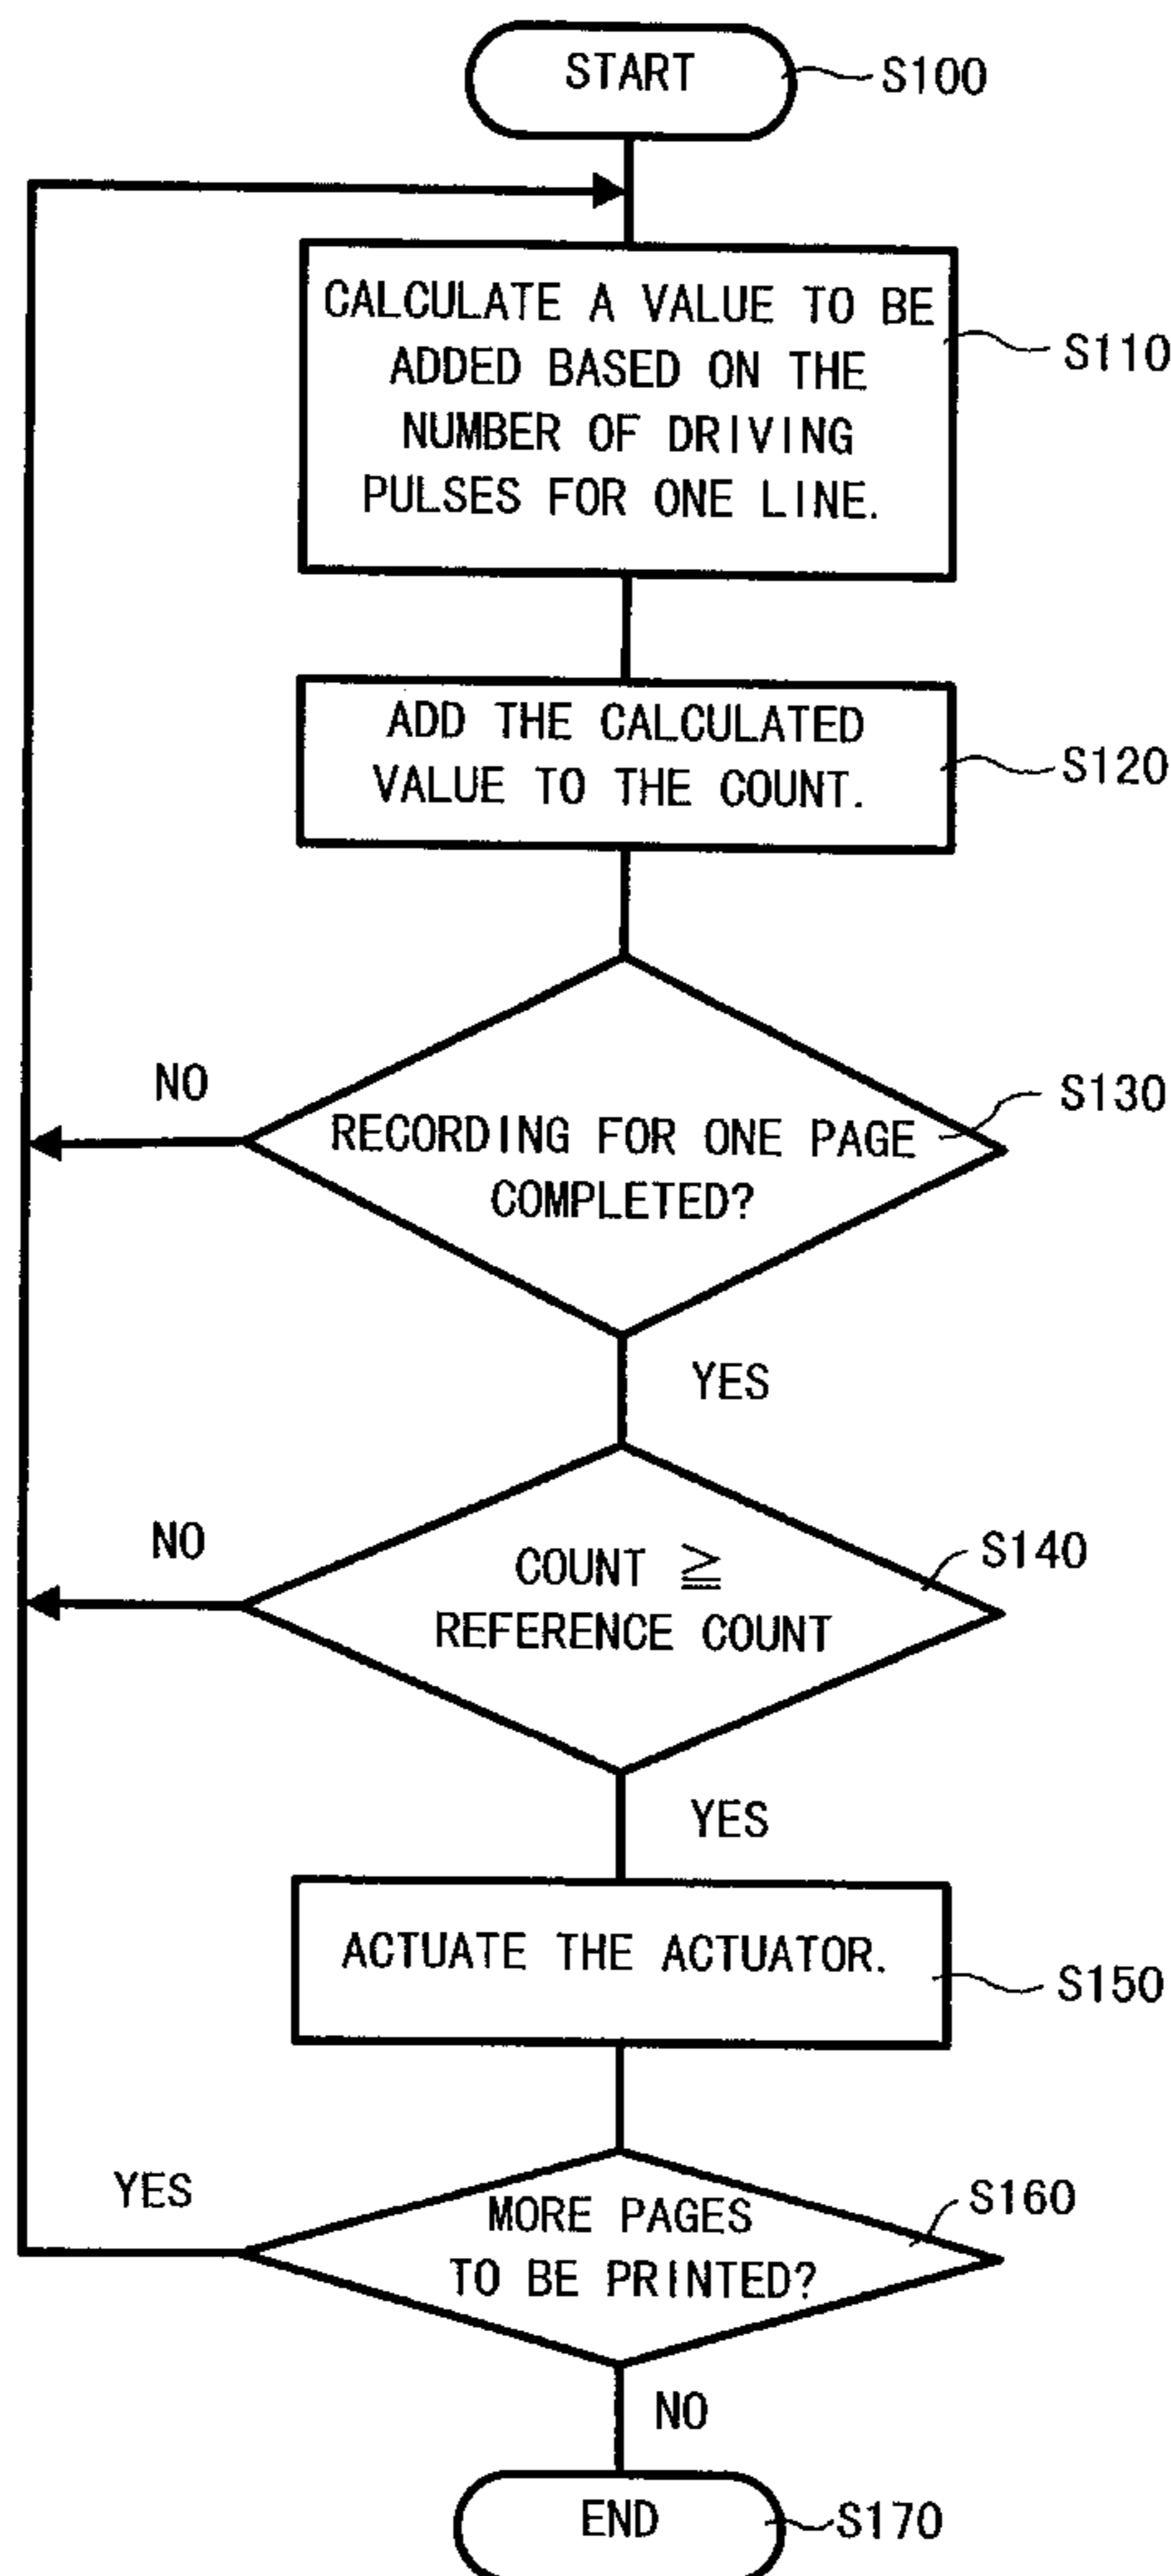 START
S100
CALCULATE A VALUE TO BE
ADDED BASED ON THE
NUMBER OF DRIVING
PULSES FOR ONE LINE.
S110
ADD THE CALCULATED
VALUE TO THE COUNT.
S120
NO
RECORDING FOR ONE PAGE
COMPLETED?
S130
YES
NO
COUNT ≧
REFERENCE COUNT
S140
YES
ACTUATE THE ACTUATOR.
S150
YES
MORE PAGES
TO BE PRINTED?
S160
NO
END
S170